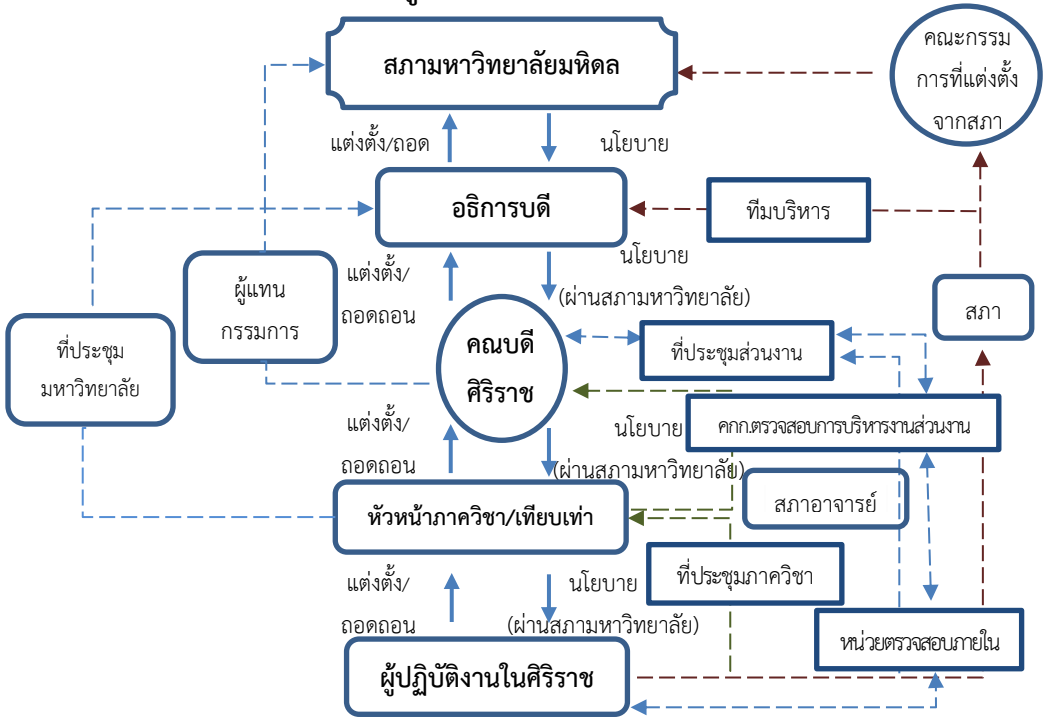 คณะกรรม
การที่แต่งตั้ง
จากสภา
สภามหาวิทยาลัยมหิดล
แต่งตั้ง/ถอด
นโยบาย
อธิการบดี
ทีมบริหาร
นโยบาย
แต่งตั้ง/
ถอดถอน
(ผ่านสภามหาวิทยาลัย)
ผู้แทน
กรรมการ
สภา
ที่ประชุม
มหาวิทยาลัย
คณบดี
ศิริราช
ที่ประชุมส่วนงาน
แต่งตั้ง/
ถอดถอน
นโยบาย
(ผ่านสภามหาวิทยาลัย)
คกก.ตรวจสอบการบริหารงานส่วนงาน
สภาอาจารย์
หัวหน้าภาควิชา/เทียบเท่า
ที่ประชุมภาควิชา
แต่งตั้ง/
ถอดถอน
นโยบาย
(ผ่านสภามหาวิทยาลัย)
หน่วยตรวจสอบภายใน
ผู้ปฏิบัติงานในศิริราช